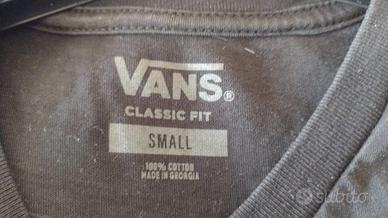 VANS®
CLASSIC FIT
SMALL
100% COTTON
MADE IN GEORGIA
subito